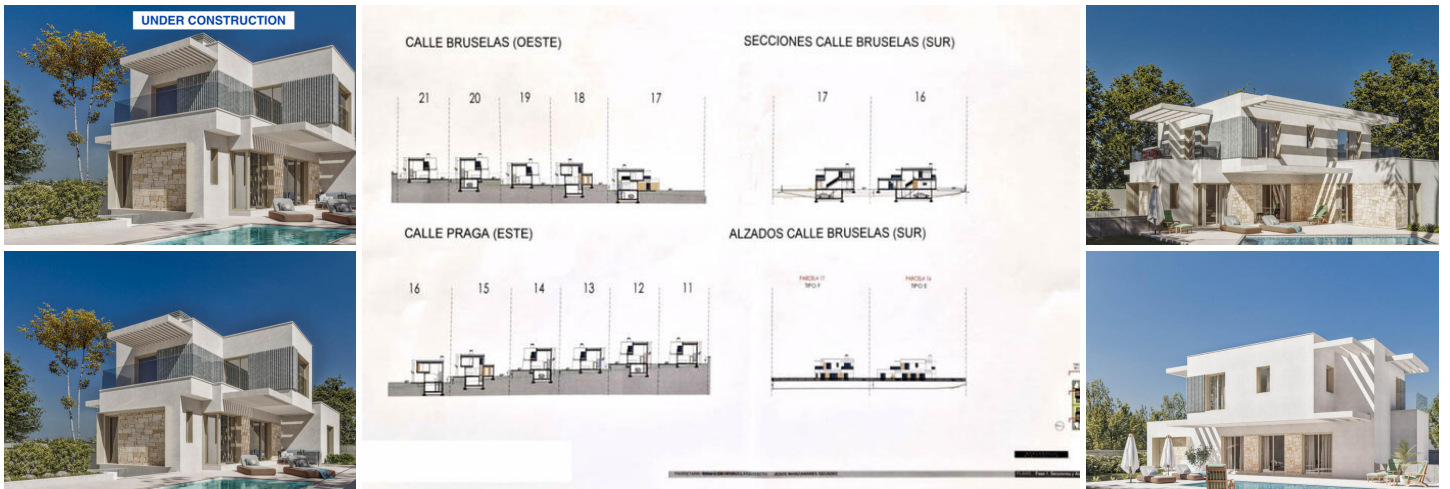 UNDER CONSTRUCTION
CALLE BRUSELAS (OESTE)
21 20 19 18 17
SECCIONES CALLE BRUSELAS (SUR)
17 16
CALLE PRAGA (ESTE)
16 15 14 13 12 11
ALZADOS CALLE BRUSELAS (SUR)
PARCELA 17 PARCELA 16
TIPO F TIPO E